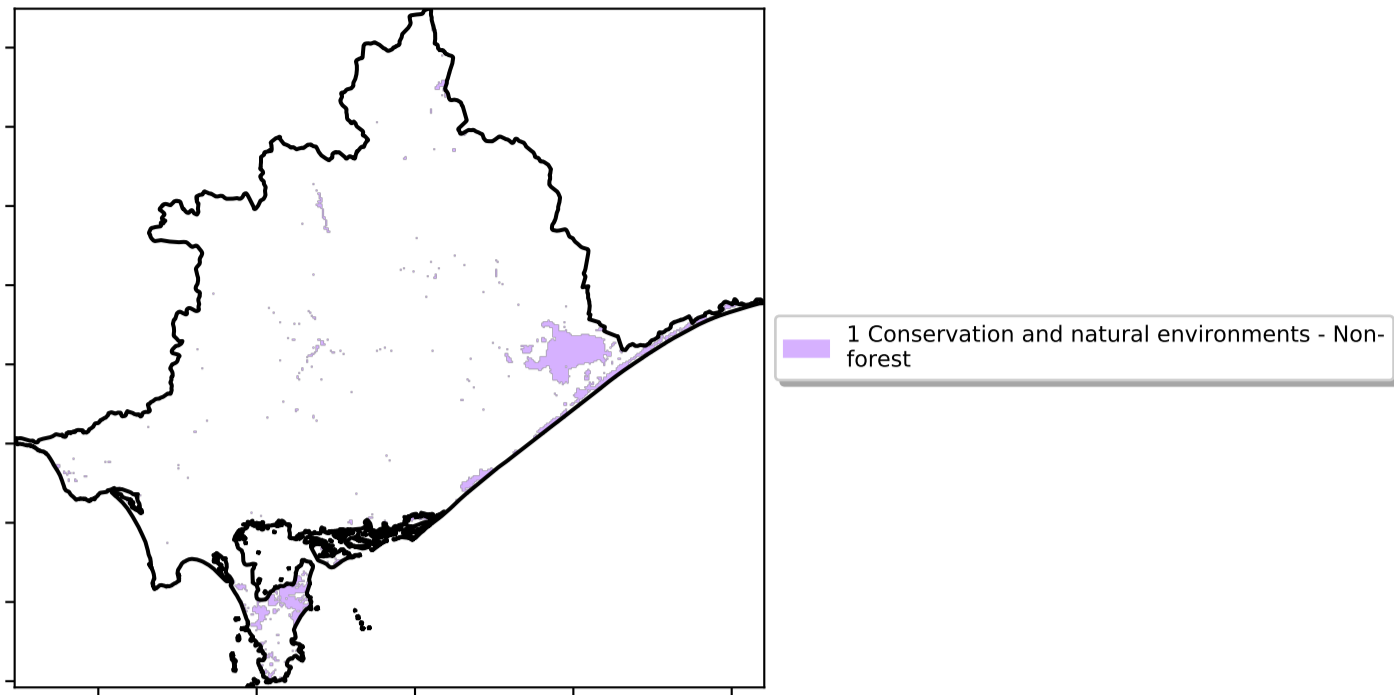 1 Conservation and natural environments - Non-
forest